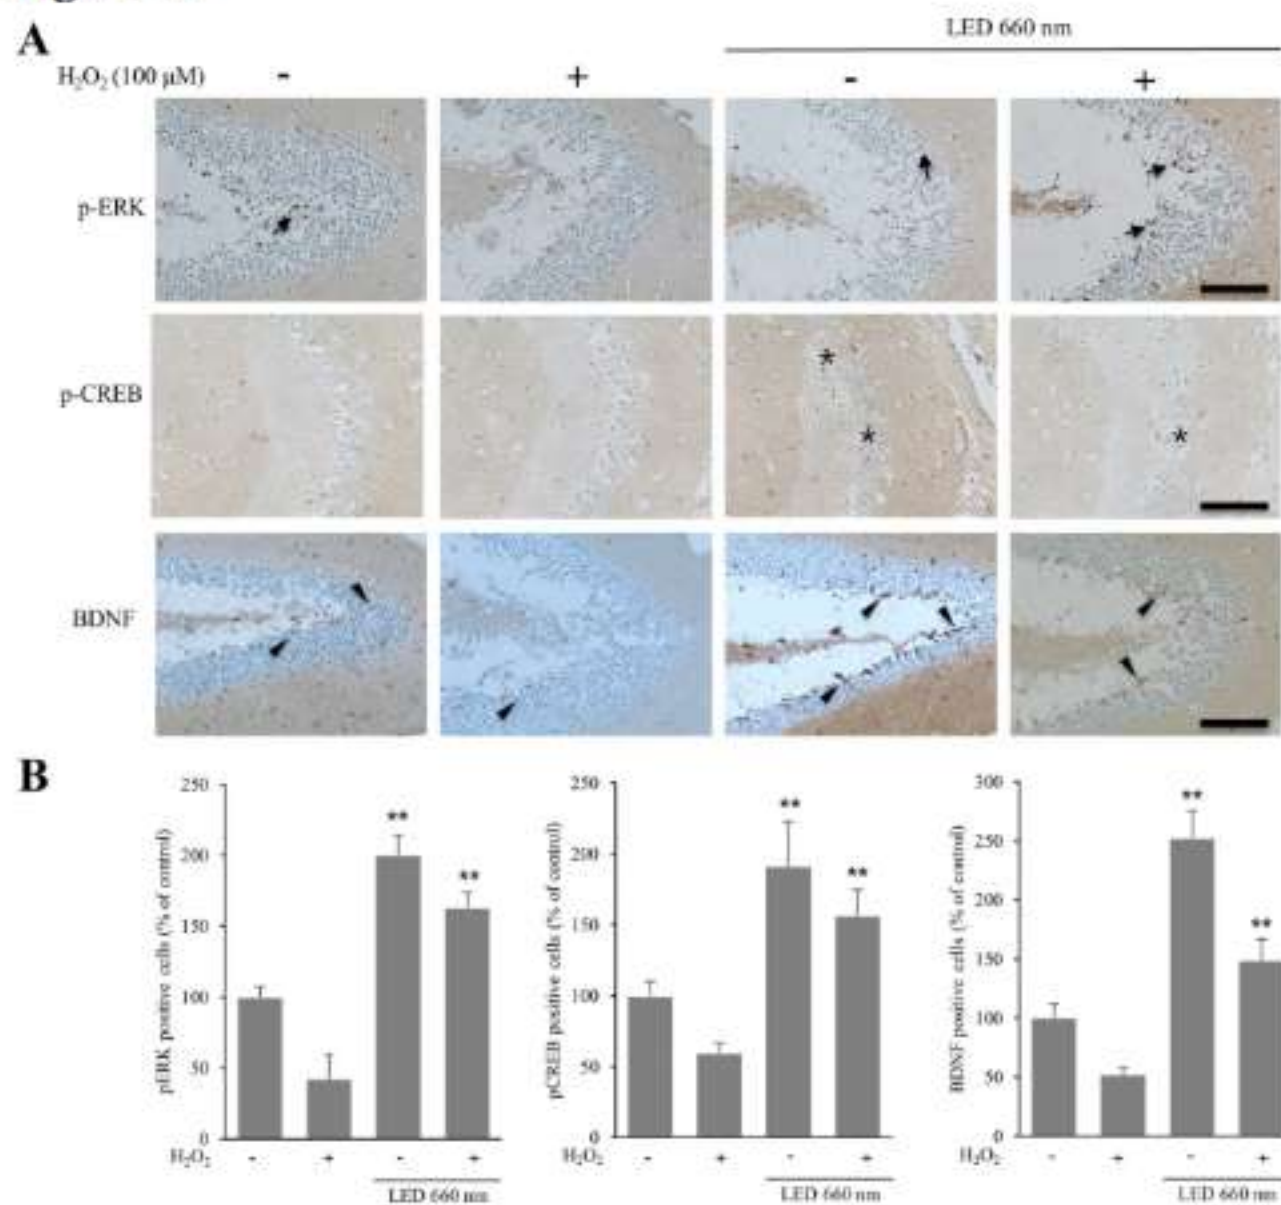 A
LED 660 nm
H₂O₂ (100 μM) - + - +
p-ERK
p-CREB
* *
*
BDNF
B
pERK positive cells (% of control)
250
200
150
100
50
0
** **
H₂O₂ - + - +
LED 660 nm
pCREB positive cells (% of control)
250
200
150
100
50
0
** **
H₂O₂ - + - +
LED 660 nm
BDNF positive cells (% of control)
300
250
200
150
100
50
0
** **
H₂O₂ - + - +
LED 660 nm